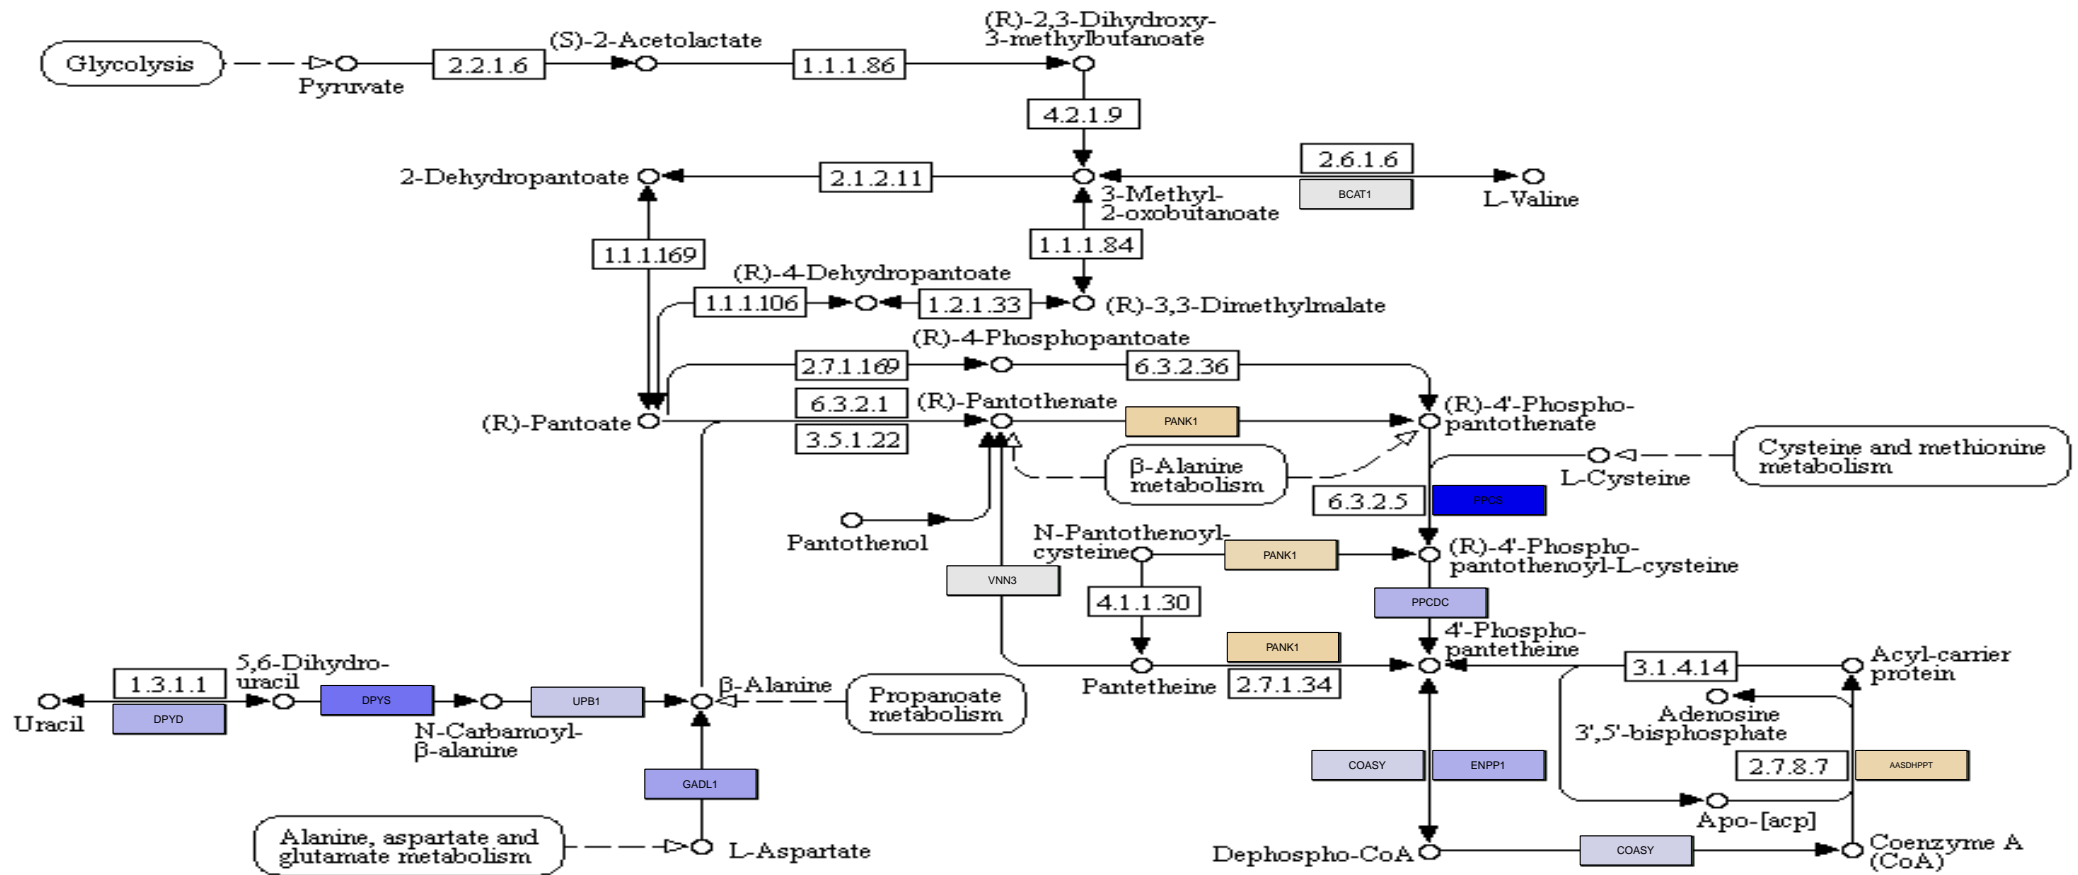 (R)-2,3-Dihydroxy-
3-methylbutanoate
(S)-2-Acetolactate
Glycolysis
2.2.1.6
1.1.1.86
Pyruvate
4.2.1.9
2.6.1.6
2-Dehydropantoate
2.1.2.11
BCAT1
3-Methyl-
2-oxobutanoate
L-Valine
1.1.1.169
1.1.1.84
(R)-4-Dehydropantoate
1.1.1.106
1.2.1.33
(R)-3,3-Dimethylmalate
(R)-4-Phosphopantoate
2.7.1.169
6.3.2.36
6.3.2.1
(R)-Pantothenate
(R)-4'-Phospho-
pantothenate
(R)-Pantoate
PANK1
3.5.1.22
β-Alanine
metabolism
Cysteine and methionine
metabolism
L-Cysteine
6.3.2.5
PPCS
Pantothenol
N-Pantothenoyl-
cysteine
PANK1
(R)-4'-Phospho-
pantothenoyl-L-cysteine
VNN3
4.1.1.30
PPCDC
4'-Phospho-
pantetheine
PANK1
Pantetheine
2.7.1.34
3.1.4.14
Acyl-carrier
protein
5,6-Dihydro-
uracil
1.3.1.1
DPYD
Uracil
DPYS
N-Carbamoyl-
β-alanine
UPB1
β-Alanine
Propanoate
metabolism
Adenosine
3',5'-bisphosphate
COASY
ENPP1
2.7.8.7
AASDHPPT
GADL1
Apo-[acp]
Alanine, aspartate and
glutamate metabolism
L-Aspartate
Dephospho-CoA
COASY
Coenzyme A
(CoA)